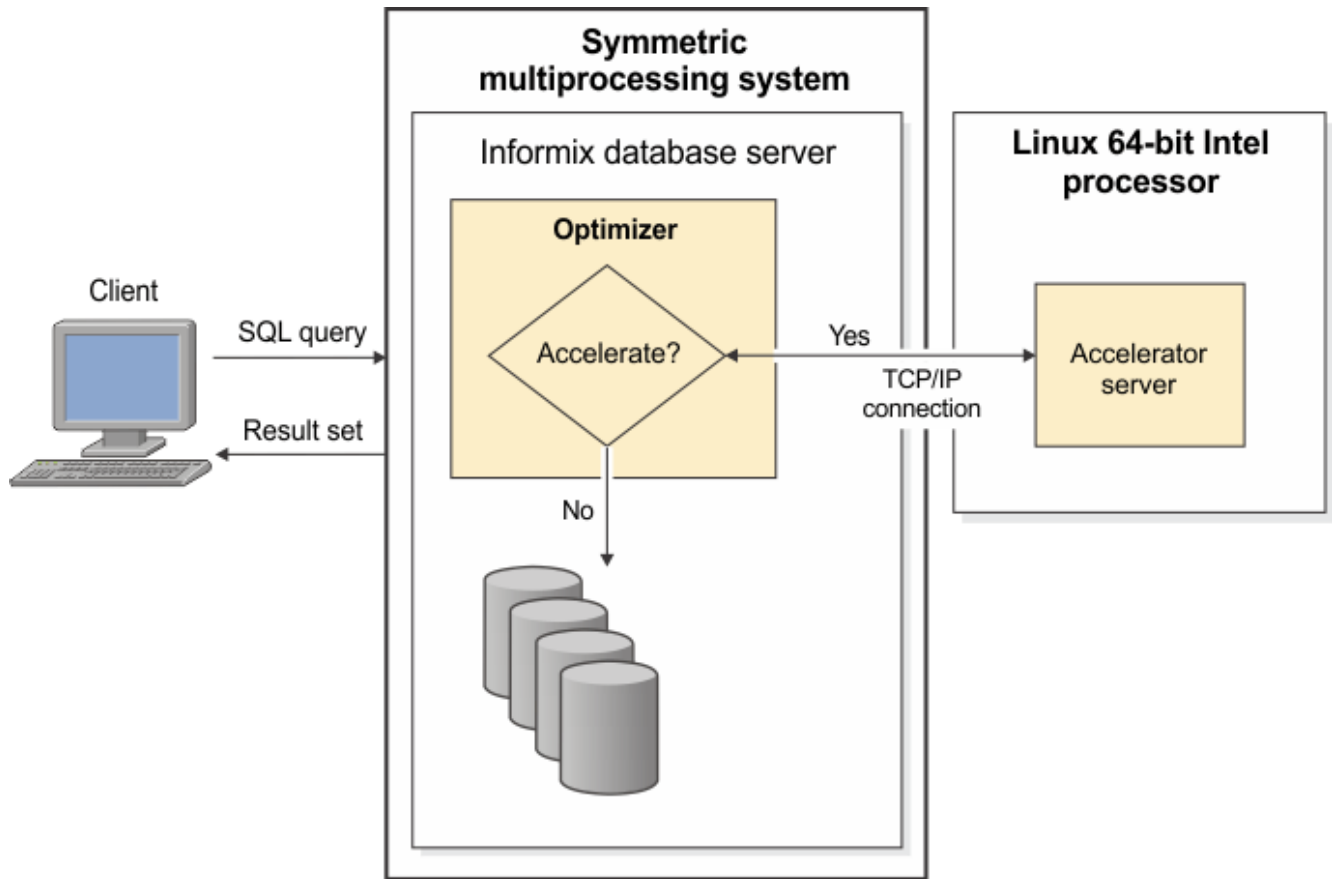 Symmetric
multiprocessing system
Informix database server
Linux 64-bit Intel
processor
Optimizer
Client
SQL query
Accelerate?
Yes
TCP/IP
connection
Accelerator
server
Result set
No